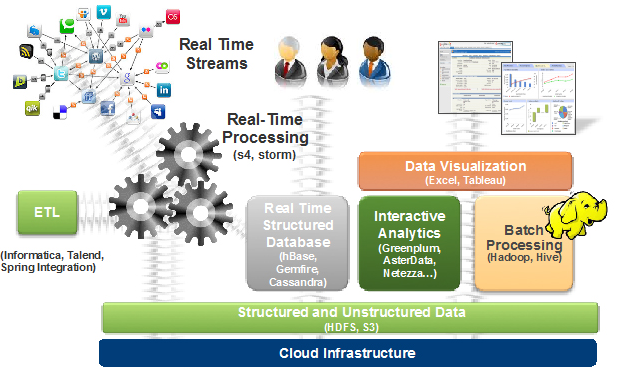 Real Time
Streams
Real-Time
Processing
(s4, storm)
Data Visualization
(Excel, Tableau)
ETL
(Informatica, Talend,
Spring Integration)
Real Time
Structured
Database
(hBase,
Gemfire,
Cassandra)
Interactive
Analytics
(Greenplum,
AsterData,
Netezza...)
Batch
Processing
(Hadoop, Hive)
Structured and Unstructured Data
(HDFS, S3)
Cloud Infrastructure